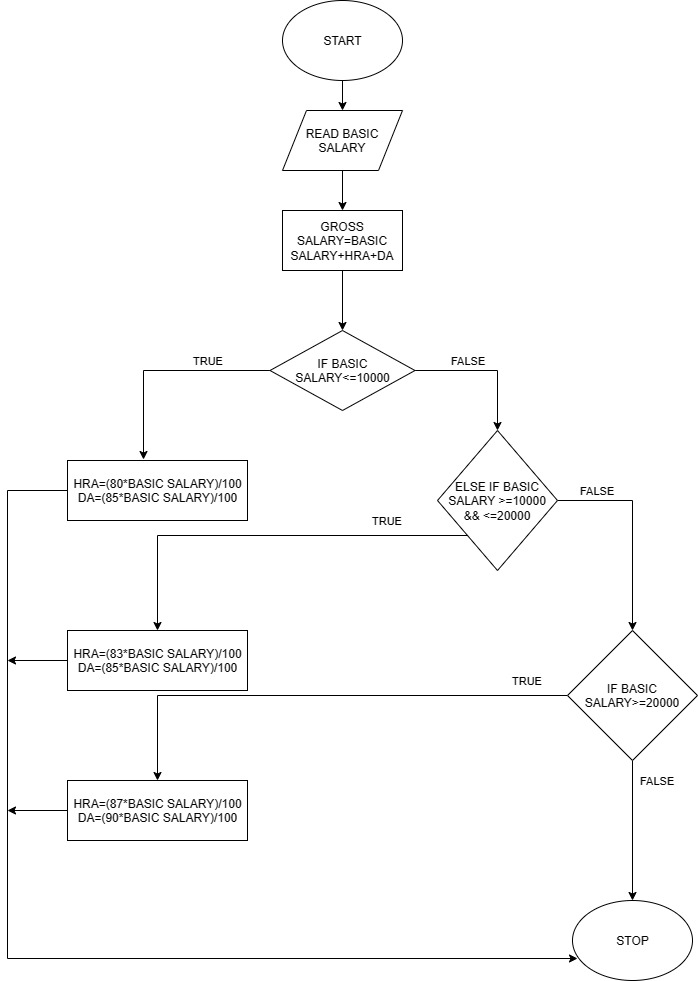 START
READ BASIC
SALARY
GROSS
SALARY=BASIC
SALARY+HRA+DA
IF BASIC
SALARY<=10000
TRUE
FALSE
HRA=(80*BASIC SALARY)/100
DA=(85*BASIC SALARY)/100
ELSE IF BASIC
SALARY >=10000
&& <=20000
TRUE
FALSE
HRA=(83*BASIC SALARY)/100
DA=(85*BASIC SALARY)/100
IF BASIC
SALARY>=20000
TRUE
FALSE
HRA=(87*BASIC SALARY)/100
DA=(90*BASIC SALARY)/100
STOP